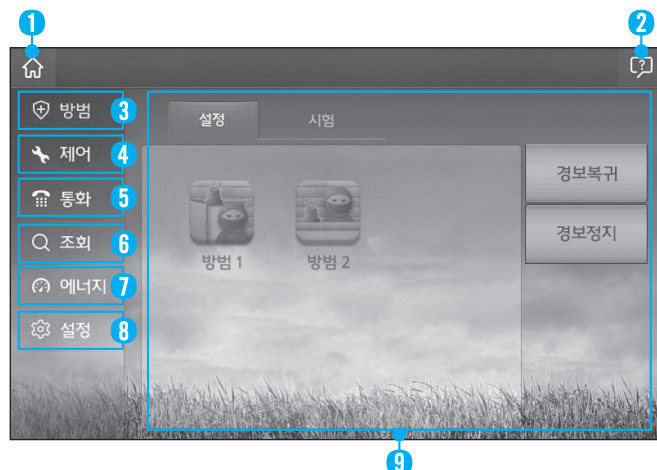 1 2
? 
방범 3
제어 4
통화 5
조회 6
에너지 7
설정 8
설정 시험
방범 1 방범 2
경보복귀
경보정지
9